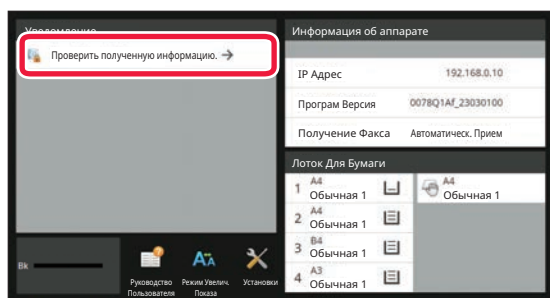 Уведомление
Проверить полученную информацию. →
Информация об аппарате
IP Адрес 192.168.0.10
Програм Версия 0078Q1Af_23030100
Получение Факса Автоматическ. Прием
Лоток Для Бумаги
1 A4 Обычная 1
A4 Обычная 1
2 A4 Обычная 1
3 B4 Обычная 1
4 A3 Обычная 1
Bk
Руководство Пользователя
Режим Увелич. Показа
Установки